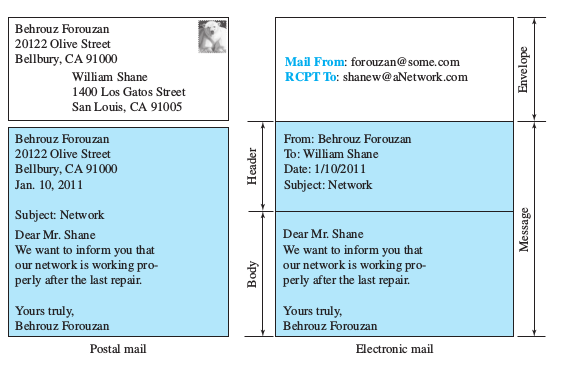 Behrouz Forouzan
20122 Olive Street
Bellbury, CA 91000
William Shane
1400 Los Gatos Street
San Louis, CA 91005
Behrouz Forouzan
20122 Olive Street
Bellbury, CA 91000
Jan. 10, 2011
Subject: Network
Dear Mr. Shane
We want to inform you that
our network is working pro-
perly after the last repair.
Yours truly,
Behrouz Forouzan
Postal mail
Mail From: forouzan@some.com
RCPT To: shanew@aNetwork.com
Envelope
Header
From: Behrouz Forouzan
To: William Shane
Date: 1/10/2011
Subject: Network
Message
Body
Dear Mr. Shane
We want to inform you that
our network is working pro-
perly after the last repair.
Yours truly,
Behrouz Forouzan
Electronic mail